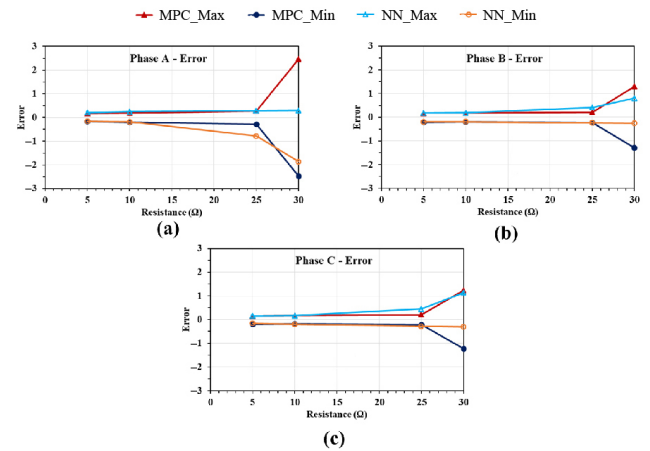 MPC_Max MPC_Min NN_Max NN_Min
Phase A - Error
Error
3
2
1
0
−1
−2
−3
0 5 10 15 20 25 30
Resistance (Ω)
(a)
Phase B - Error
Error
3
2
1
0
−1
−2
−3
0 5 10 15 20 25 30
Resistance (Ω)
(b)
Phase C - Error
Error
3
2
1
0
−1
−2
−3
0 5 10 15 20 25 30
Resistance (Ω)
(c)